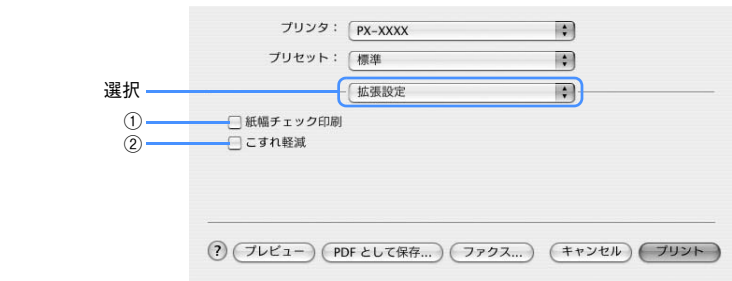 プリンタ： PX-XXXX
プリセット： 標準
選択 拡張設定
① 紙幅チェック印刷
② こすれ軽減
? プレビュー PDF として保存... ファクス... キャンセル プリント